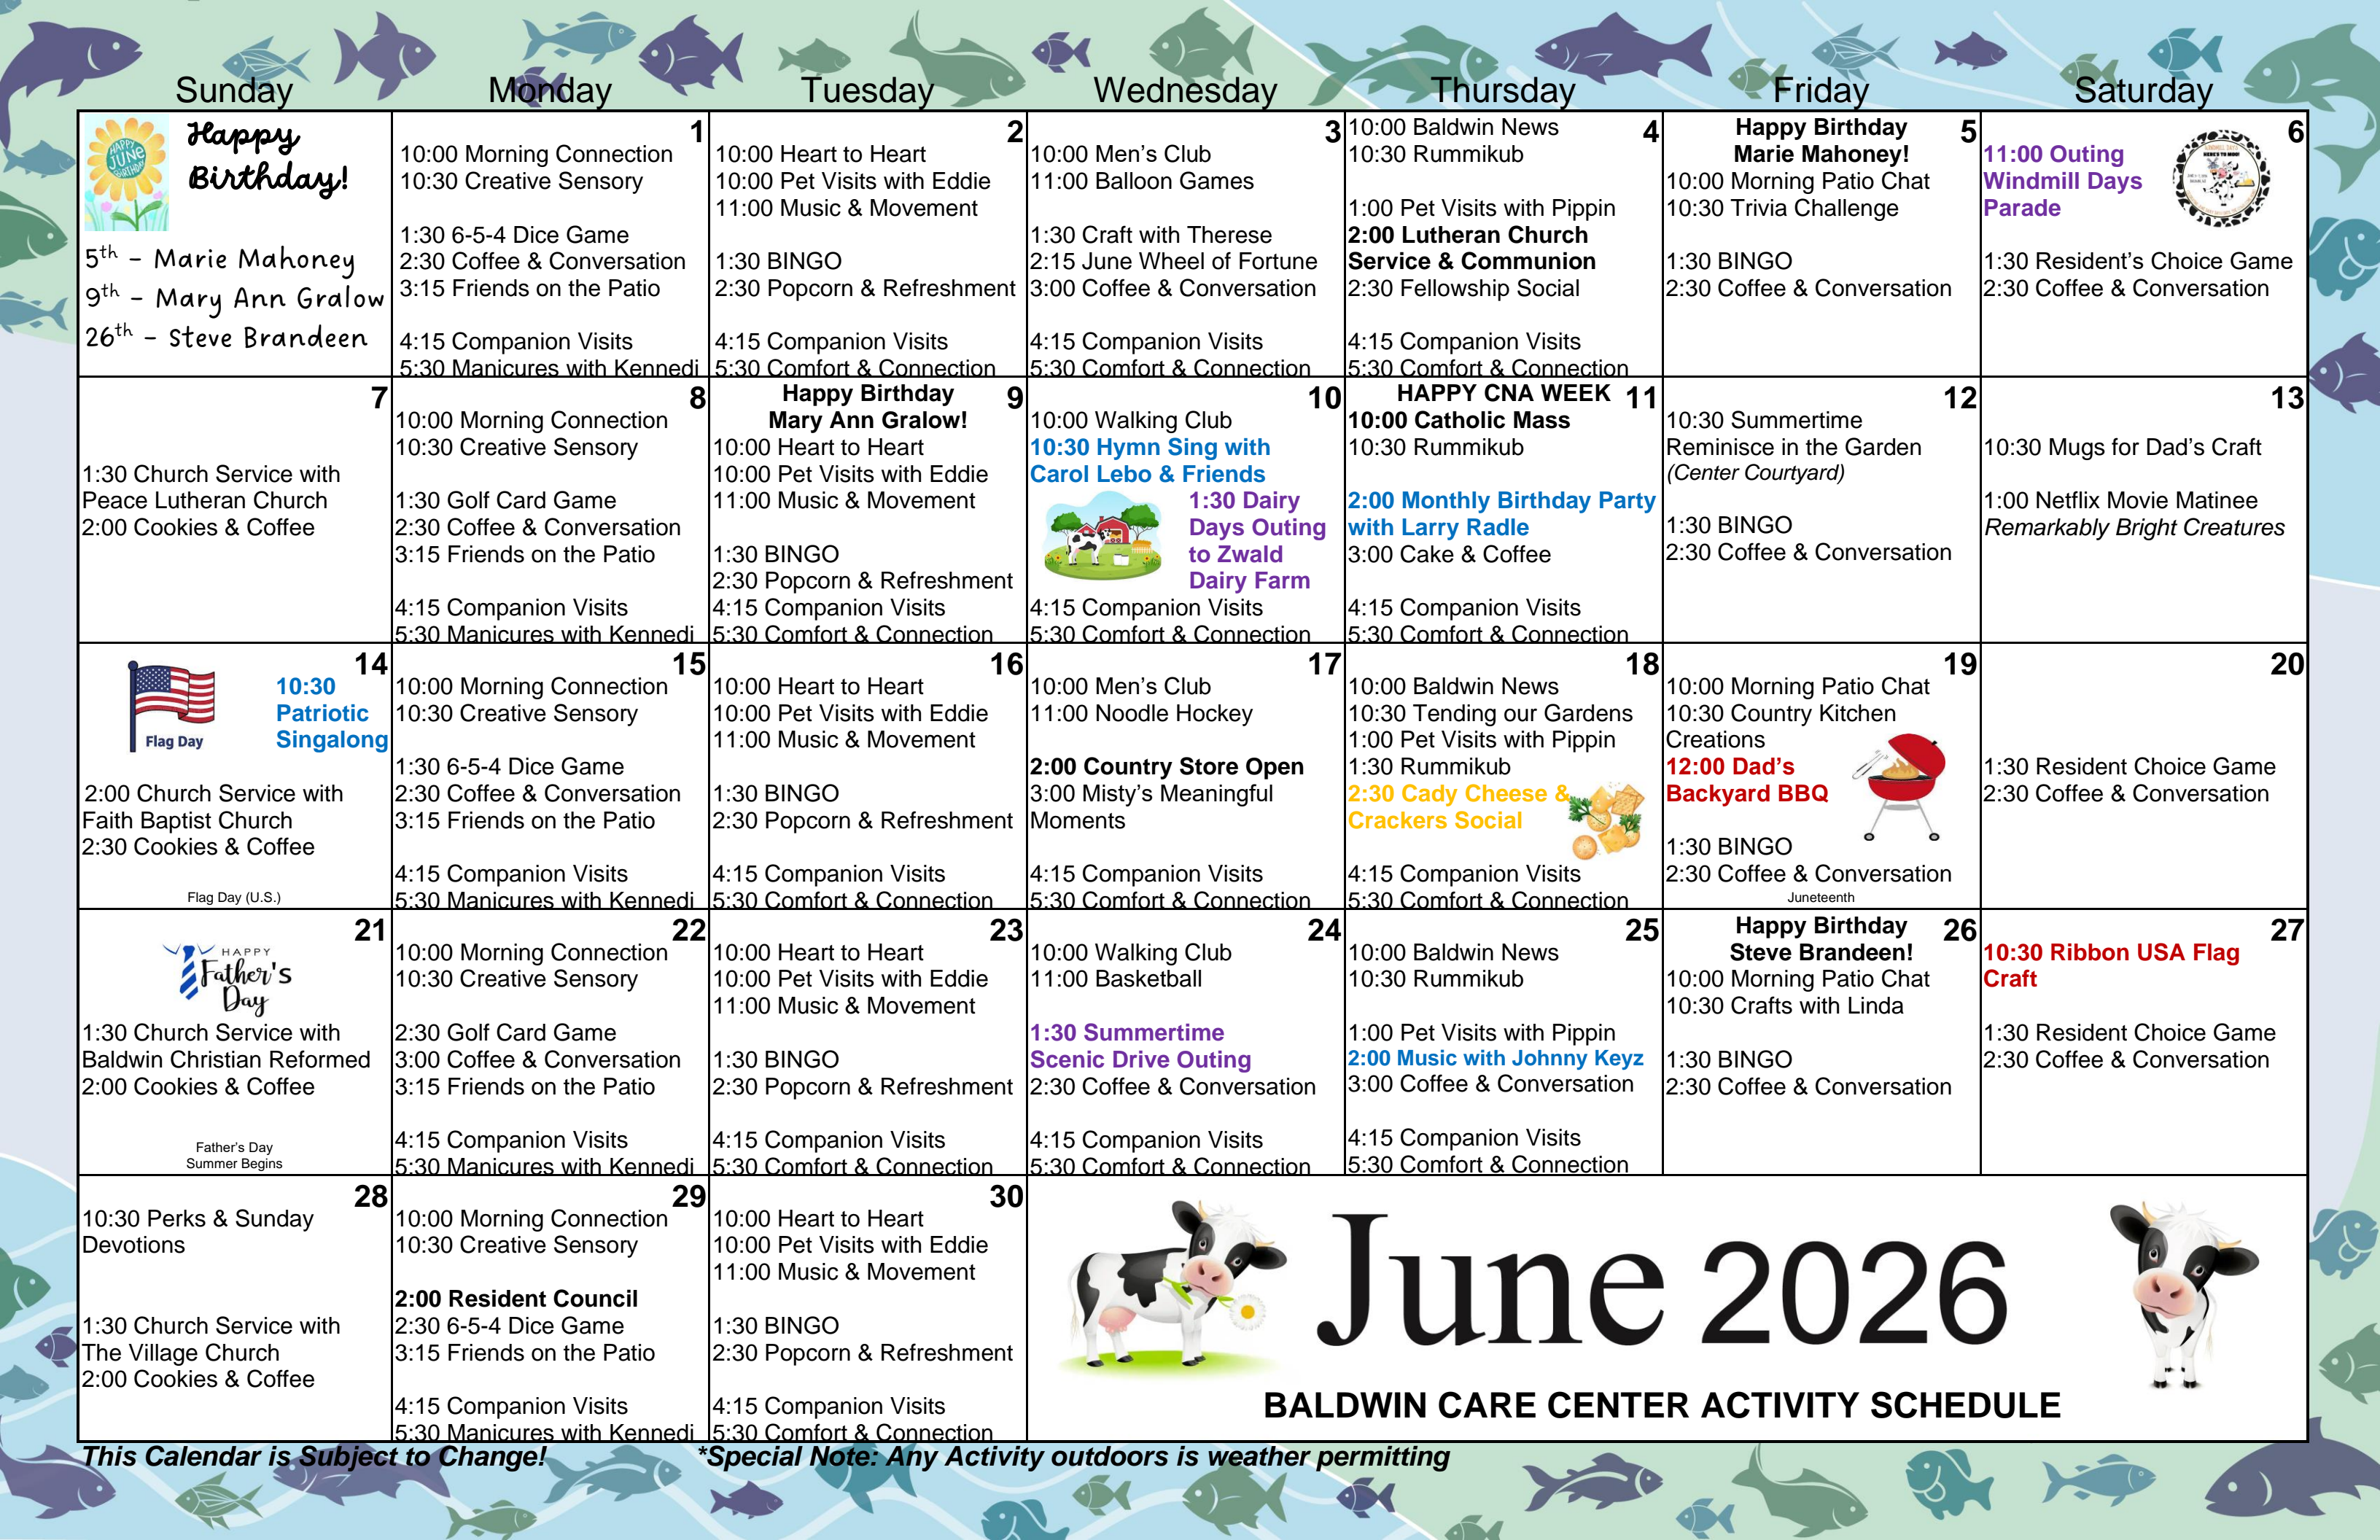 Sunday Monday Tuesday Wednesday Thursday Friday Saturday
HAPPY
JUNE
BIRTHDAY!
Happy
Birthday!
5th - Marie Mahoney
9th - Mary Ann Gralow
26th - Steve Brandeen
1
10:00 Morning Connection
10:30 Creative Sensory
1:30 6-5-4 Dice Game
2:30 Coffee & Conversation
3:15 Friends on the Patio
4:15 Companion Visits
5:30 Manicures with Kennedi
2
10:00 Heart to Heart
10:00 Pet Visits with Eddie
11:00 Music & Movement
1:30 BINGO
2:30 Popcorn & Refreshment
4:15 Companion Visits
5:30 Comfort & Connection
3
10:00 Men's Club
11:00 Balloon Games
1:30 Craft with Therese
2:15 June Wheel of Fortune
3:00 Coffee & Conversation
4:15 Companion Visits
5:30 Comfort & Connection
4
10:00 Baldwin News
10:30 Rummikub
1:00 Pet Visits with Pippin
2:00 Lutheran Church
Service & Communion
2:30 Fellowship Social
4:15 Companion Visits
5:30 Comfort & Connection
5
Happy Birthday
Marie Mahoney!
10:00 Morning Patio Chat
10:30 Trivia Challenge
1:30 BINGO
2:30 Coffee & Conversation
6
11:00 Outing
Windmill Days
Parade
1:30 Resident's Choice Game
2:30 Coffee & Conversation
7
1:30 Church Service with
Peace Lutheran Church
2:00 Cookies & Coffee
8
10:00 Morning Connection
10:30 Creative Sensory
1:30 Golf Card Game
2:30 Coffee & Conversation
3:15 Friends on the Patio
4:15 Companion Visits
5:30 Manicures with Kennedi
9
Happy Birthday
Mary Ann Gralow!
10:00 Heart to Heart
10:00 Pet Visits with Eddie
11:00 Music & Movement
1:30 BINGO
2:30 Popcorn & Refreshment
4:15 Companion Visits
5:30 Comfort & Connection
10
10:00 Walking Club
10:30 Hymn Sing with
Carol Lebo & Friends
1:30 Dairy
Days Outing
to Zwald
Dairy Farm
4:15 Companion Visits
5:30 Comfort & Connection
11
HAPPY CNA WEEK
10:00 Catholic Mass
10:30 Rummikub
2:00 Monthly Birthday Party
with Larry Radle
3:00 Cake & Coffee
4:15 Companion Visits
5:30 Comfort & Connection
12
10:30 Summertime
Reminisce in the Garden
(Center Courtyard)
1:30 BINGO
2:30 Coffee & Conversation
13
10:30 Mugs for Dad's Craft
1:00 Netflix Movie Matinee
Remarkably Bright Creatures
14
Flag Day
10:30
Patriotic
Singalong
2:00 Church Service with
Faith Baptist Church
2:30 Cookies & Coffee
Flag Day (U.S.)
15
10:00 Morning Connection
10:30 Creative Sensory
1:30 6-5-4 Dice Game
2:30 Coffee & Conversation
3:15 Friends on the Patio
4:15 Companion Visits
5:30 Manicures with Kennedi
16
10:00 Heart to Heart
10:00 Pet Visits with Eddie
11:00 Music & Movement
1:30 BINGO
2:30 Popcorn & Refreshment
4:15 Companion Visits
5:30 Comfort & Connection
17
10:00 Men's Club
11:00 Noodle Hockey
2:00 Country Store Open
3:00 Misty's Meaningful
Moments
4:15 Companion Visits
5:30 Comfort & Connection
18
10:00 Baldwin News
10:30 Tending our Gardens
1:00 Pet Visits with Pippin
1:30 Rummikub
2:30 Cady Cheese &
Crackers Social
4:15 Companion Visits
5:30 Comfort & Connection
19
10:00 Morning Patio Chat
10:30 Country Kitchen
Creations
12:00 Dad's
Backyard BBQ
1:30 BINGO
2:30 Coffee & Conversation
Juneteenth
20
1:30 Resident Choice Game
2:30 Coffee & Conversation
21
HAPPY
Father's
Day
1:30 Church Service with
Baldwin Christian Reformed
2:00 Cookies & Coffee
Father's Day
Summer Begins
22
10:00 Morning Connection
10:30 Creative Sensory
2:30 Golf Card Game
3:00 Coffee & Conversation
3:15 Friends on the Patio
4:15 Companion Visits
5:30 Manicures with Kennedi
23
10:00 Heart to Heart
10:00 Pet Visits with Eddie
11:00 Music & Movement
1:30 BINGO
2:30 Popcorn & Refreshment
4:15 Companion Visits
5:30 Comfort & Connection
24
10:00 Walking Club
11:00 Basketball
1:30 Summertime
Scenic Drive Outing
2:30 Coffee & Conversation
4:15 Companion Visits
5:30 Comfort & Connection
25
10:00 Baldwin News
10:30 Rummikub
1:00 Pet Visits with Pippin
2:00 Music with Johnny Keyz
3:00 Coffee & Conversation
4:15 Companion Visits
5:30 Comfort & Connection
26
Happy Birthday
Steve Brandeen!
10:00 Morning Patio Chat
10:30 Crafts with Linda
1:30 BINGO
2:30 Coffee & Conversation
27
10:30 Ribbon USA Flag
Craft
1:30 Resident Choice Game
2:30 Coffee & Conversation
28
10:30 Perks & Sunday
Devotions
1:30 Church Service with
The Village Church
2:00 Cookies & Coffee
29
10:00 Morning Connection
10:30 Creative Sensory
2:00 Resident Council
2:30 6-5-4 Dice Game
3:15 Friends on the Patio
4:15 Companion Visits
5:30 Manicures with Kennedi
30
10:00 Heart to Heart
10:00 Pet Visits with Eddie
11:00 Music & Movement
1:30 BINGO
2:30 Popcorn & Refreshment
4:15 Companion Visits
5:30 Comfort & Connection
June 2026
BALDWIN CARE CENTER ACTIVITY SCHEDULE
This Calendar is Subject to Change! *Special Note: Any Activity outdoors is weather permitting